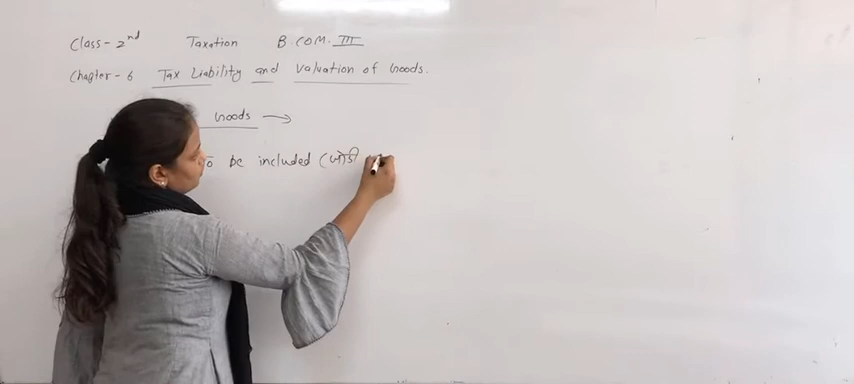 Class - 2nd Taxation B.COM. III
Chapter - 6 Tax Liability and Valuation of Goods.
Goods →
be included (जोडी